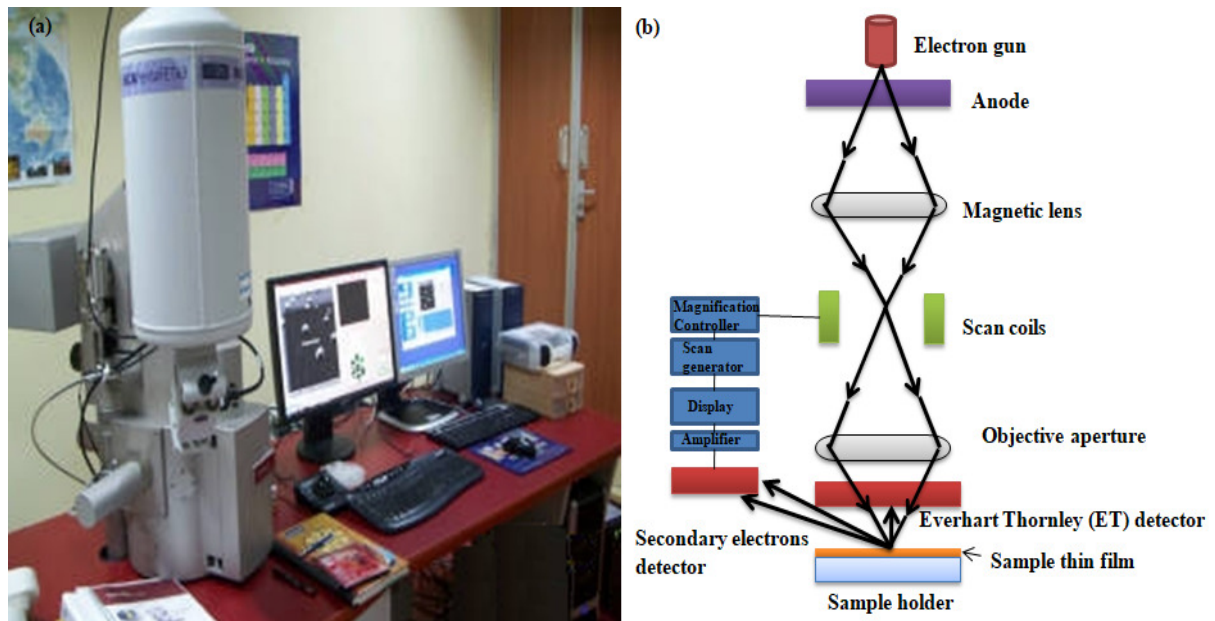 (a)
(b)
Electron gun
Anode
Magnetic lens
Magnification
Controller
Scan coils
Scan
generator
Display
Amplifier
Objective aperture
Everhart Thornley (ET) detector
Secondary electrons
detector
Sample thin film
Sample holder